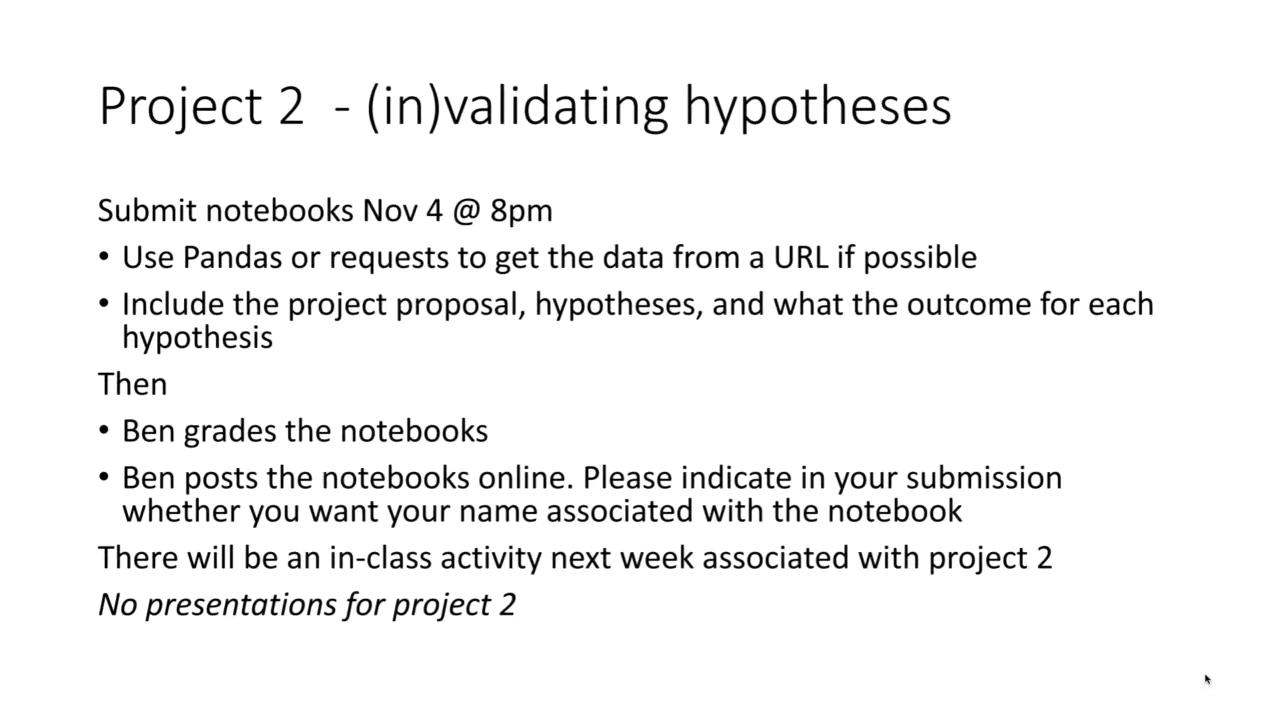 Project 2 - (in)validating hypotheses
Submit notebooks Nov 4 @ 8pm
• Use Pandas or requests to get the data from a URL if possible
• Include the project proposal, hypotheses, and what the outcome for each
hypothesis
Then
• Ben grades the notebooks
• Ben posts the notebooks online. Please indicate in your submission
whether you want your name associated with the notebook
There will be an in-class activity next week associated with project 2
No presentations for project 2